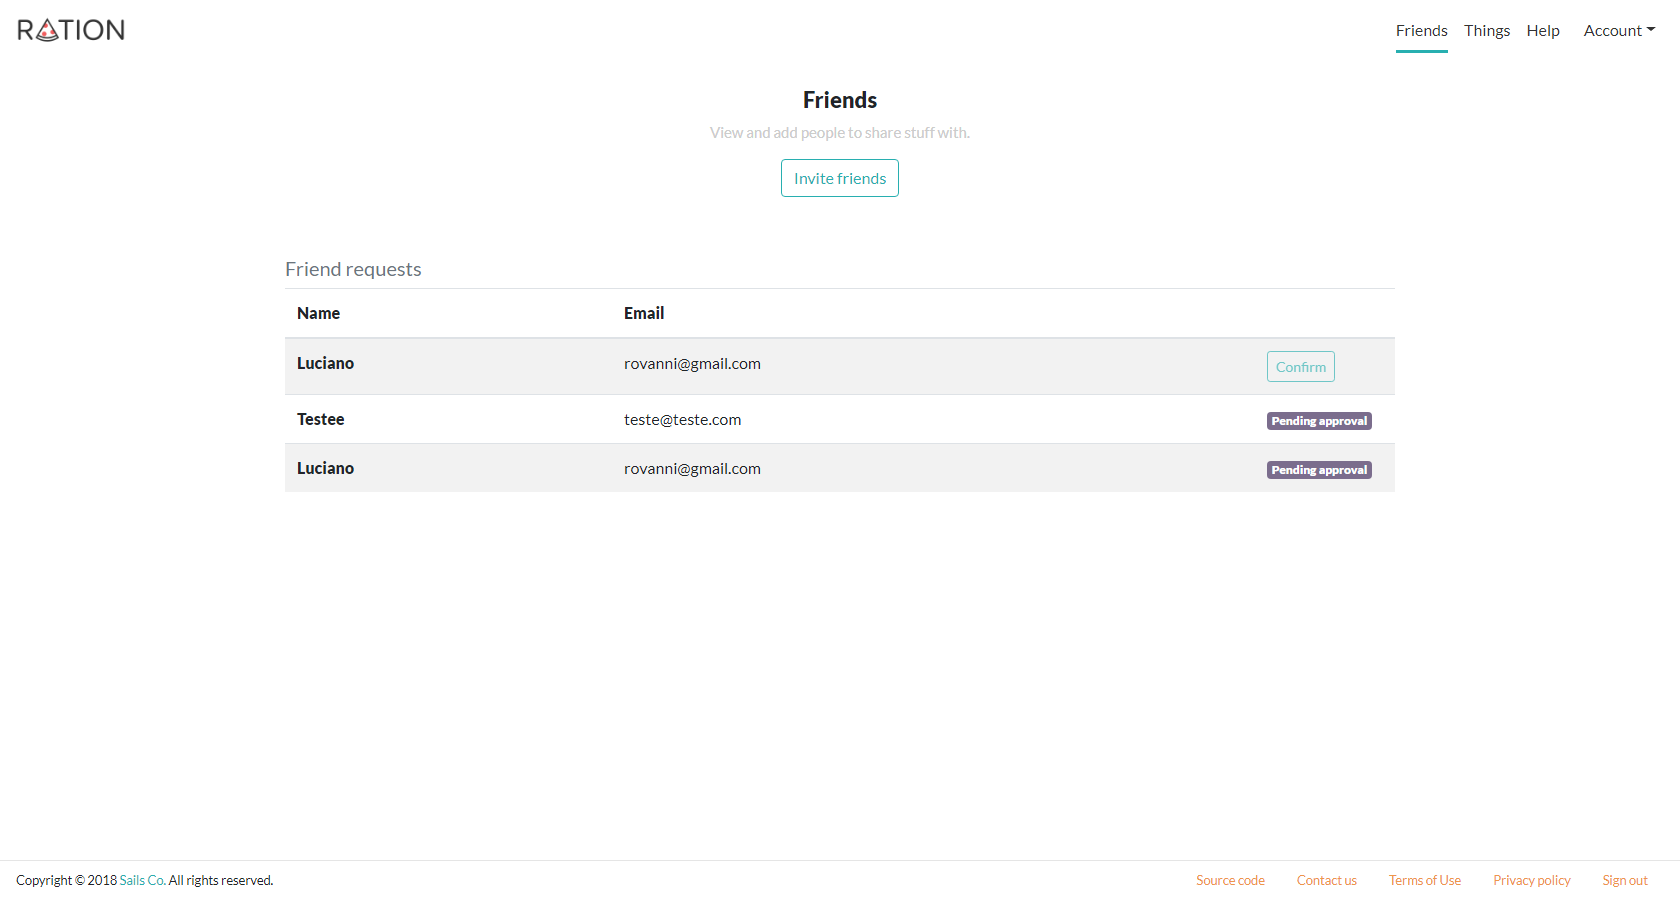 RATION
Friends Things Help Account
Friends
View and add people to share stuff with.
Invite friends
Friend requests
Name Email
Luciano rovanni@gmail.com Confirm
Testee teste@teste.com Pending approval
Luciano rovanni@gmail.com Pending approval
Copyright © 2018 Sails Co. All rights reserved. Source code Contact us Terms of Use Privacy policy Sign out